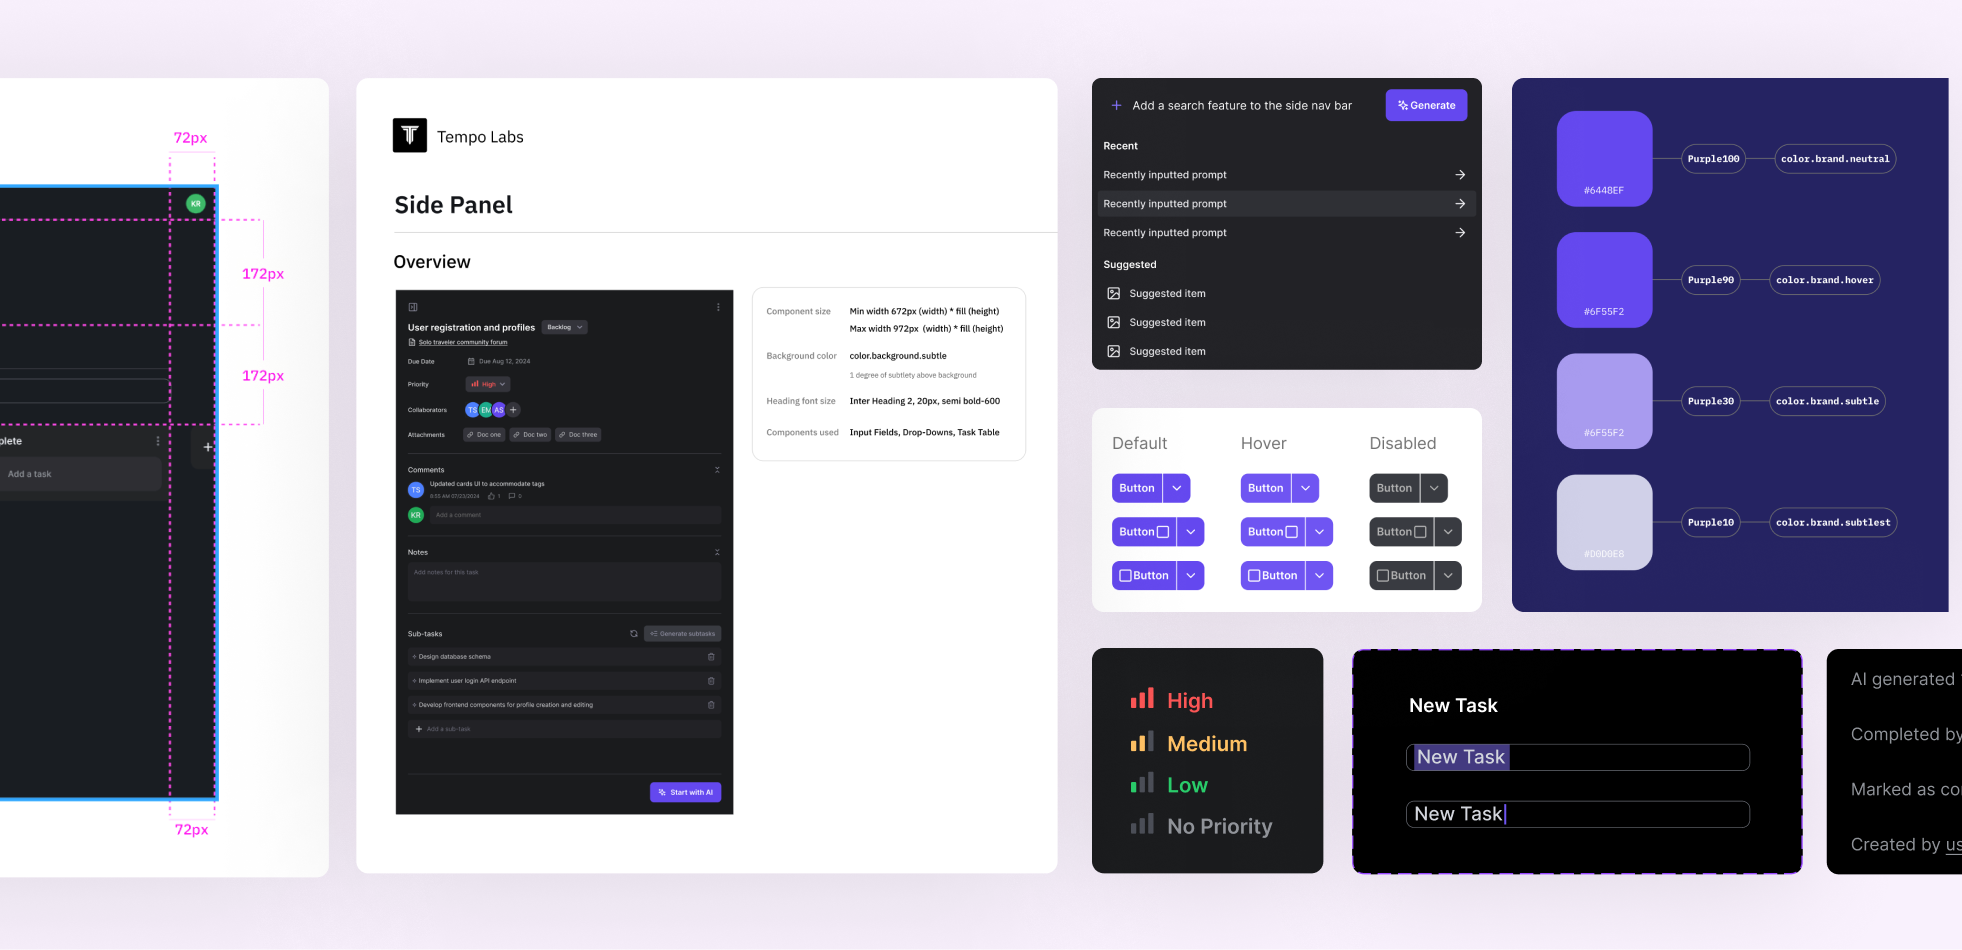 72px
KR
172px
172px
plete
Add a task
72px
Tempo Labs
Side Panel
Overview
User registration and profiles
Backlog
Solo traveler community forum
Due Date
Due Aug 12, 2024
Priority
High
Collaborators
TS EM AS
Attachments
Doc one
Doc two
Doc three
Comments
TS
Updated cards UI to accommodate tags
8:55 AM 07/23/2024 1 0
KR
Add a comment
Notes
Add notes for this task
Sub-tasks
Generate subtasks
Design database schema
Implement user login API endpoint
Develop frontend components for profile creation and editing
Add a sub-task
Start with AI
Component size
Min width 672px (width) * fill (height)
Max width 972px (width) * fill (height)
Background color
color.background.subtle
1 degree of subtlety above background
Heading font size
Inter Heading 2, 20px, semi bold-600
Components used
Input Fields, Drop-Downs, Task Table
Add a search feature to the side nav bar
Generate
Recent
Recently inputted prompt
Recently inputted prompt
Recently inputted prompt
Suggested
Suggested item
Suggested item
Suggested item
Default Hover Disabled
Button Button Button
Button Button Button
Button Button Button
#6448EF
Purple100
color.brand.neutral
#6F55F2
Purple90
color.brand.hover
#6F55F2
Purple30
color.brand.subtle
#D0D0E8
Purple10
color.brand.subtlest
High
Medium
Low
No Priority
New Task
New Task
New Task
AI generated
Completed by
Marked as co
Created by us